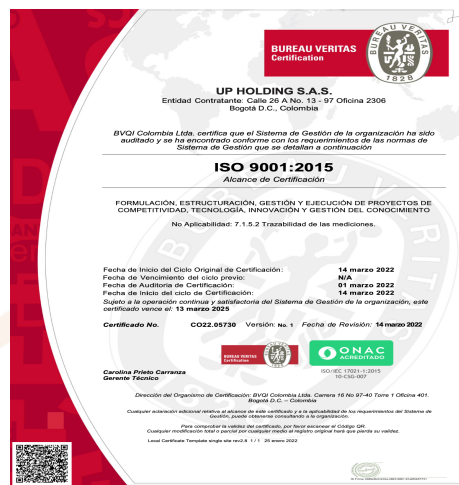 BUREAU VERITAS
Certification
BUREAU VERITAS
1828
UP HOLDING S.A.S.
Entidad Contratante: Calle 26 A No. 13 - 97 Oficina 2306
Bogotá D.C., Colombia
BVQI Colombia Ltda. certifica que el Sistema de Gestión de la organización ha sido
auditado y se ha encontrado conforme con los requerimientos de las normas de
Sistema de Gestión que se detallan a continuación
ISO 9001:2015
Alcance de Certificación
FORMULACIÓN, ESTRUCTURACIÓN, GESTIÓN Y EJECUCIÓN DE PROYECTOS DE
COMPETITIVIDAD, TECNOLOGÍA, INNOVACIÓN Y GESTIÓN DEL CONOCIMIENTO
No Aplicabilidad: 7.1.5.2 Trazabilidad de las mediciones.
Fecha de Inicio del Ciclo Original de Certificación: 14 marzo 2022
Fecha de Vencimiento del ciclo previo: N/A
Fecha de Auditoria de Certificación: 01 marzo 2022
Fecha de Inicio del ciclo de Certificación: 14 marzo 2022
Sujeto a la operación continua y satisfactoria del Sistema de Gestión de la organización, este
certificado vence el: 13 marzo 2025
Certificado No. CO22.05730 Versión: No. 1 Fecha de Revisión: 14 marzo 2022
BUREAU VERITAS
Certification
ONAC
ACREDITADO
ISO/IEC 17021-1:2015
10-CSG-007
Carolina Prieto Carranza
Gerente Técnico
Dirección del Organismo de Certificación: BVQI Colombia Ltda. Carrera 16 No 97-40 Torre 1 Oficina 401.
Bogotá D.C. – Colombia
Cualquier aclaración adicional relativa al alcance de este certificado y a la aplicabilidad de los requerimientos del Sistema de
Gestión, puede obtenerse consultando a la organización.
Para comprobar la validez del certificado, por favor escanear el Código QR.
Cualquier modificación total o parcial por cualquier medio al registro original hará que pierda su validez.
Local Certificate Template single site rev2.8 1 / 1 25 enero 2022